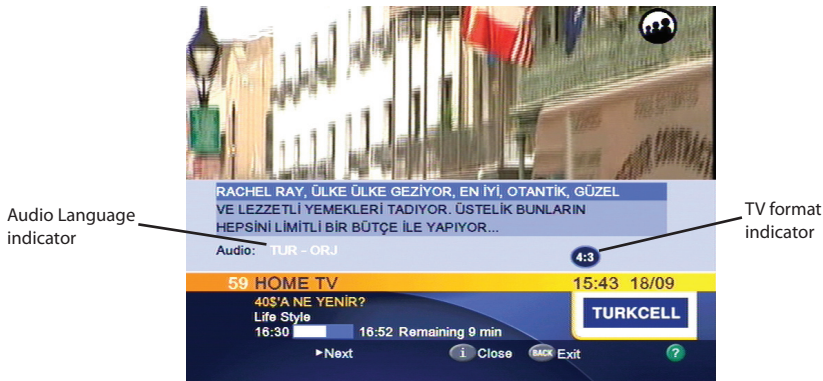 RACHEL RAY, ÜLKE ÜLKE GEZİYOR, EN İYİ, OTANTİK, GÜZEL
VE LEZZETLİ YEMEKLERİ TADIYOR. ÜSTELİK BUNLARIN
HEPSİNİ LİMİTLİ BİR BÜTÇE İLE YAPIYOR...
Audio Language
indicator
TV format
indicator
Audio: TUR - ORJ
4:3
59 HOME TV 15:43 18/09
40$'A NE YENİR?
Life Style
16:30 16:52 Remaining 9 min
TURKCELL
►Next i Close BACK Exit ?